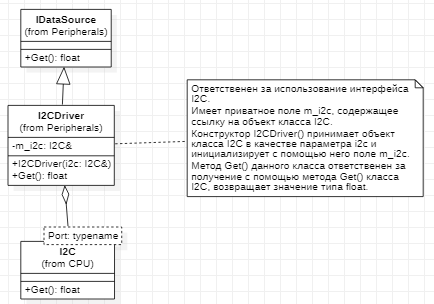 IDataSource
(from Peripherals)
+Get(): float
I2CDriver
(from Peripherals)
-m_i2c: I2C&
+I2CDriver(i2c: I2C&)
+Get(): float
Ответственен за использование интерфейса
I2C.
Имеет приватное поле m_i2c, содержащее
ссылку на объект класса I2C.
Конструктор I2CDriver() принимает объект
класса I2C в качестве параметра i2c и
инициализирует с помощью него поле m_i2c.
Метод Get() данного класса ответственен за
получение с помощью метода Get() класса
I2C, возвращает значение типа float.
Port: typename
I2C
(from CPU)
+Get(): float